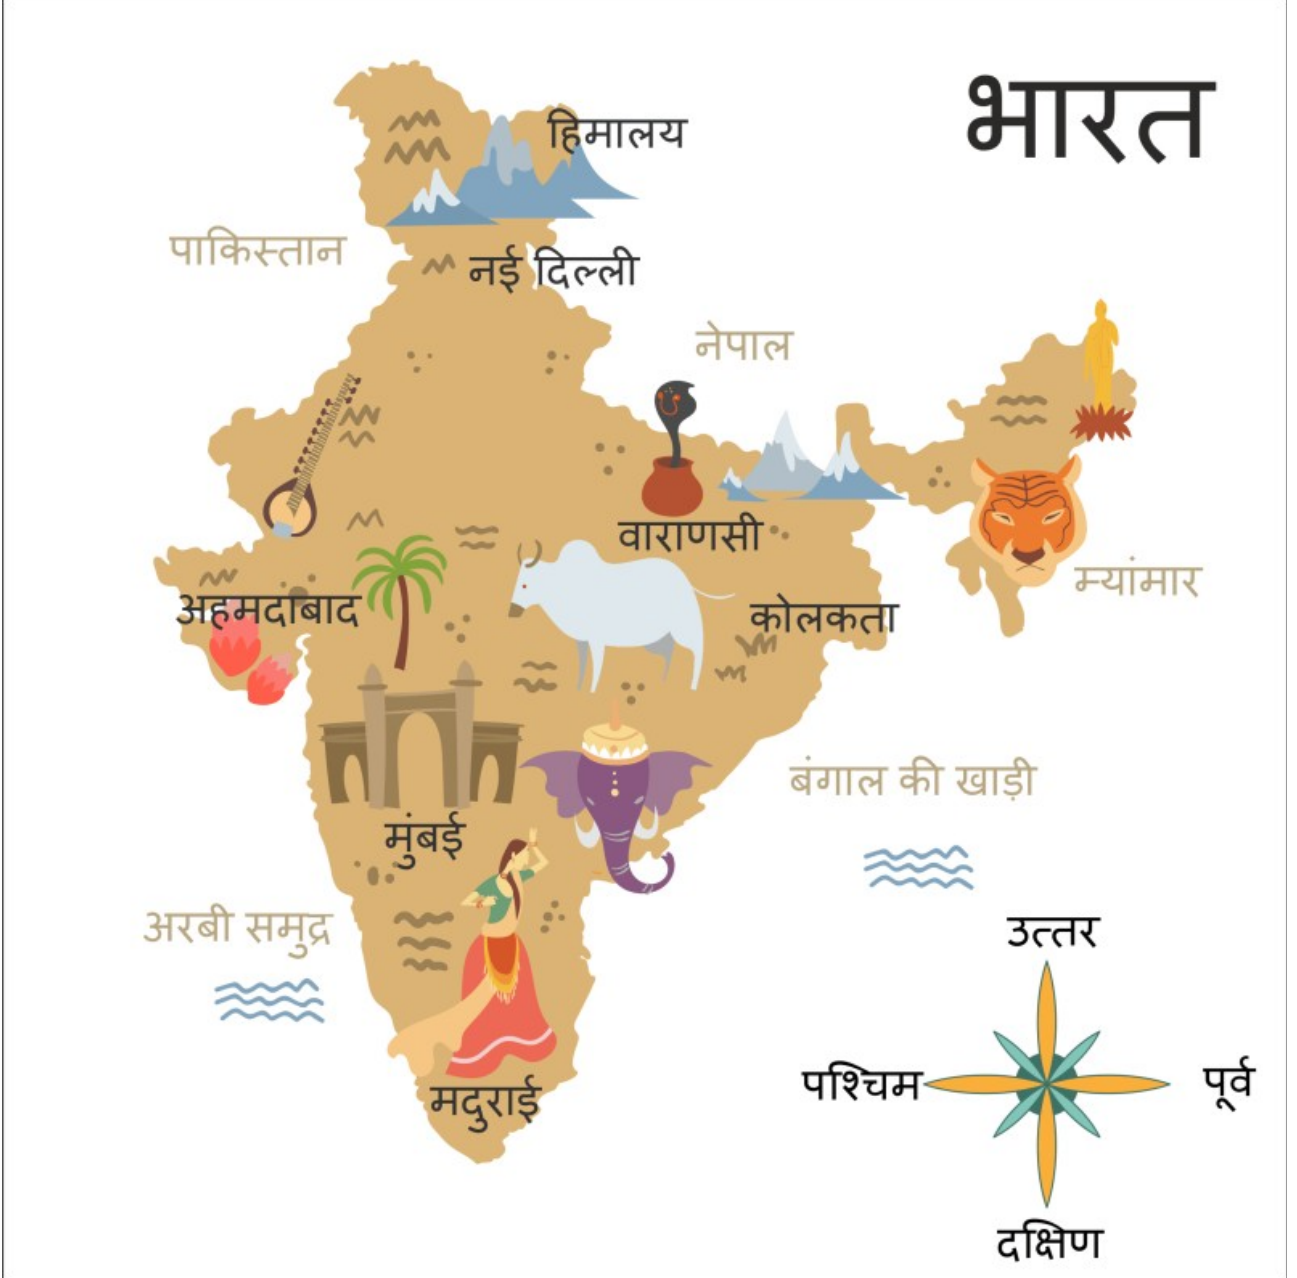 भारत
हिमालय
पाकिस्तान
नई दिल्ली
नेपाल
वाराणसी
म्यांमार
अहमदाबाद
कोलकता
बंगाल की खाड़ी
मुंबई
अरबी समुद्र
उत्तर
पश्चिम
पूर्व
मदुराई
दक्षिण